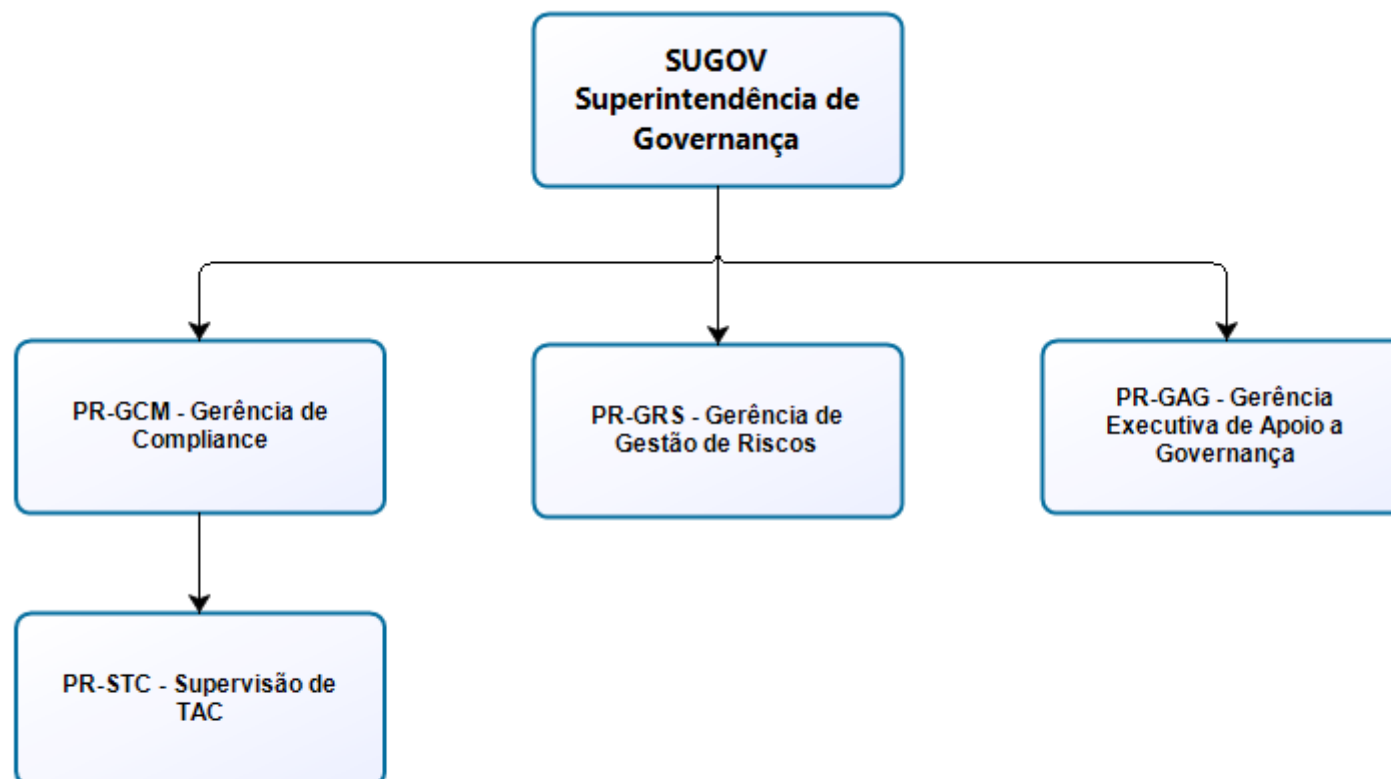 SUGOV
Superintendência de
Governança
PR-GCM - Gerência de
Compliance
PR-GRS - Gerência de
Gestão de Riscos
PR-GAG - Gerência
Executiva de Apoio a
Governança
PR-STC - Supervisão de
TAC